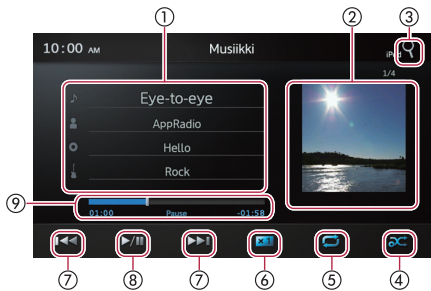 ① ② ③
10:00 AM Musiikki iPod
1/4
Eye-to-eye
AppRadio
Hello
Rock
⑨
01:00 Pause -01:58
x1
⑦ ⑧ ⑦ ⑥ ⑤ ④